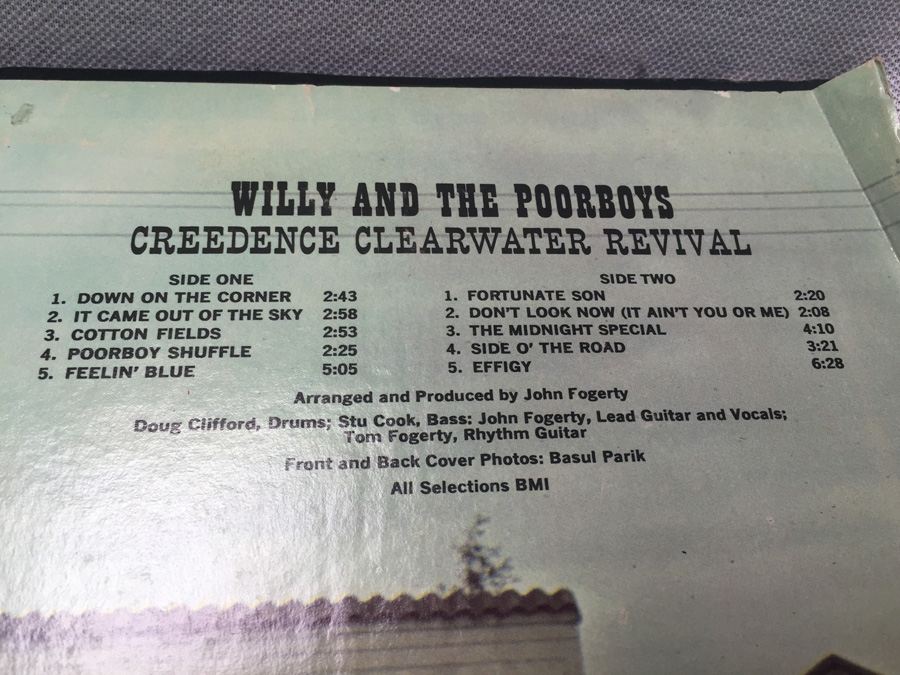 WILLY AND THE POORBOYS
CREEDENCE CLEARWATER REVIVAL
SIDE ONE
1. DOWN ON THE CORNER 2:43
2. IT CAME OUT OF THE SKY 2:58
3. COTTON FIELDS 2:53
4. POORBOY SHUFFLE 2:25
5. FEELIN' BLUE 5:05
SIDE TWO
1. FORTUNATE SON 2:20
2. DON'T LOOK NOW (IT AIN'T YOU OR ME) 2:08
3. THE MIDNIGHT SPECIAL 4:10
4. SIDE O' THE ROAD 3:21
5. EFFIGY 6:28
Arranged and Produced by John Fogerty
Doug Clifford, Drums; Stu Cook, Bass: John Fogerty, Lead Guitar and Vocals;
Tom Fogerty, Rhythm Guitar
Front and Back Cover Photos: Basul Parik
All Selections BMI